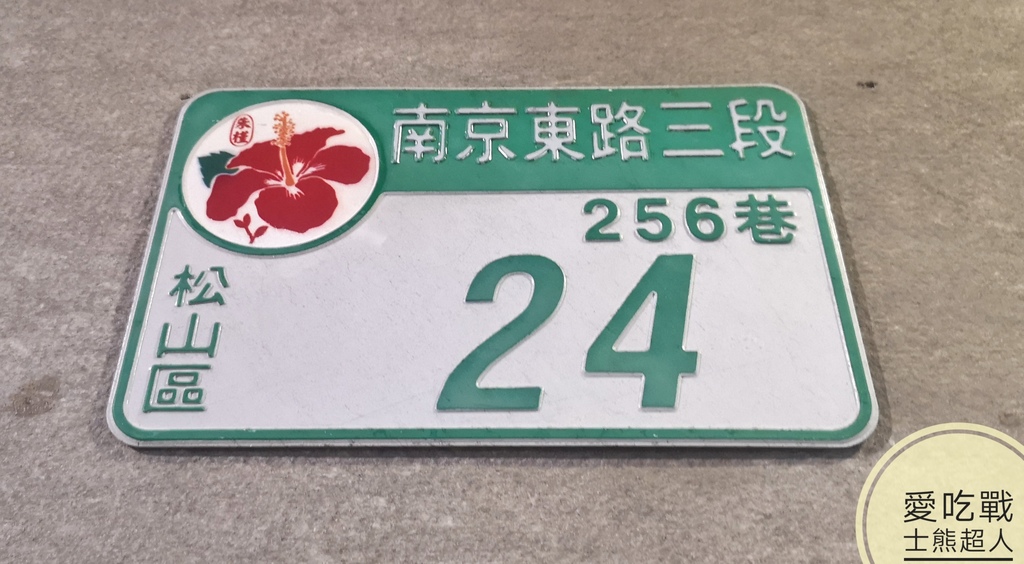 朱槿
南京東路三段
256巷
24
松山區
愛吃戰
士熊超人